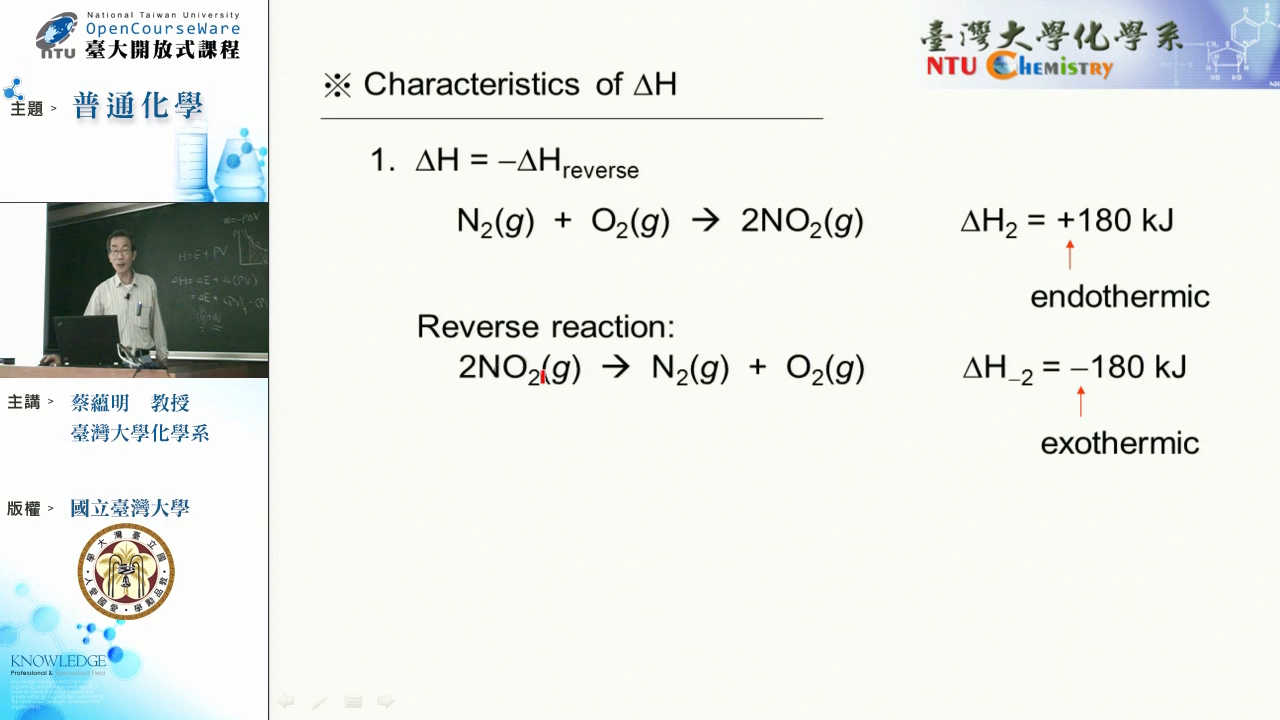 National Taiwan University
OpenCourseWare
NTU 臺大開放式課程
主題 > 普通化學
主講 > 蔡蘊明 教授
臺灣大學化學系
版權 > 國立臺灣大學
KNOWLEDGE
臺灣大學化學系
NTU Chemistry
※ Characteristics of ΔH
1. ΔH = –ΔHreverse
N2(g) + O2(g) → 2NO2(g) ΔH2 = +180 kJ
endothermic
Reverse reaction:
2NO2(g) → N2(g) + O2(g) ΔH–2 = –180 kJ
exothermic
H = E + PV